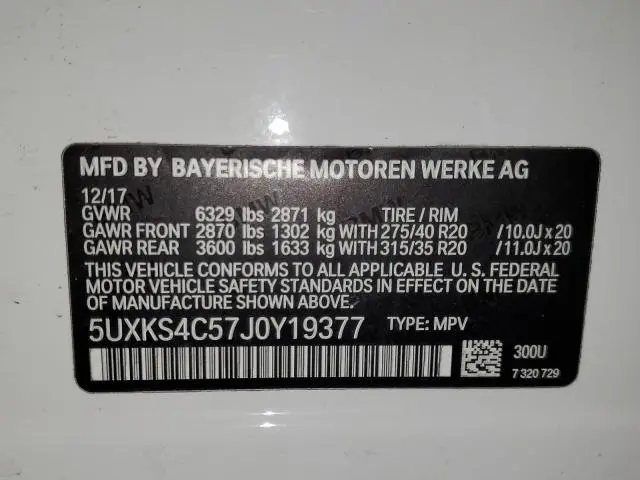 MFD BY BAYERISCHE MOTOREN WERKE AG
12/17
GVWR 6329 lbs 2871 kg TIRE / RIM
GAWR FRONT 2870 lbs 1302 kg WITH 275/40 R20 /10.0J x 20
GAWR REAR 3600 lbs 1633 kg WITH 315/35 R20 /11.0J x 20
THIS VEHICLE CONFORMS TO ALL APPLICABLE U. S. FEDERAL
MOTOR VEHICLE SAFETY STANDARDS IN EFFECT ON THE DATE
OF MANUFACTURE SHOWN ABOVE.
5UXKS4C57J0Y19377 TYPE: MPV
300U
7 320 729